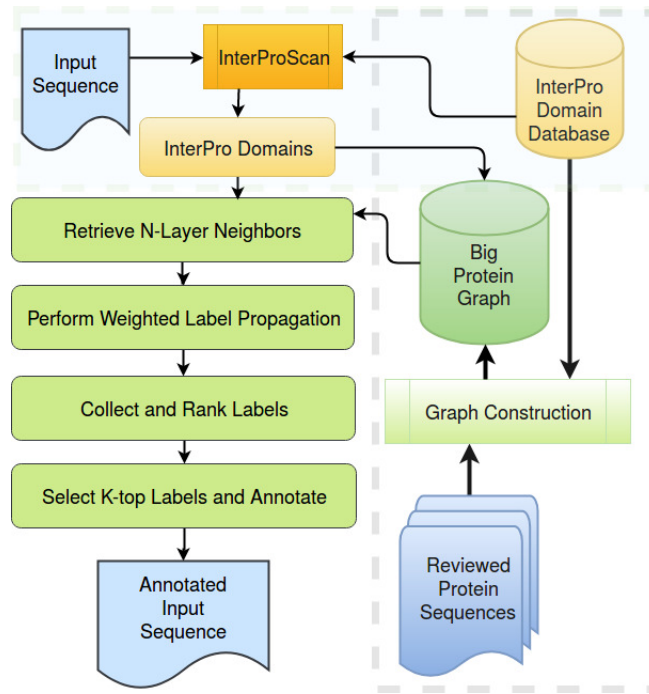 Input
Sequence
InterProScan
InterPro
Domain
Database
InterPro Domains
Retrieve N-Layer Neighbors
Big
Protein
Graph
Perform Weighted Label Propagation
Collect and Rank Labels
Graph Construction
Select K-top Labels and Annotate
Annotated
Input
Sequence
Reviewed
Protein
Sequences